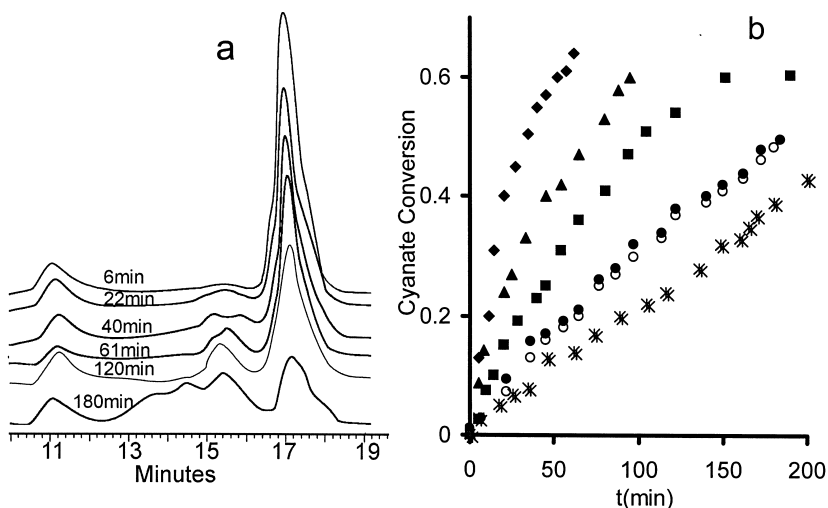 a
6min
22min
40min
61min
120min
180min
11 13 15 17 19
Minutes
b
Cyanate Conversion
0.6
0.4
0.2
0
0 50 100 150 200
t(min)